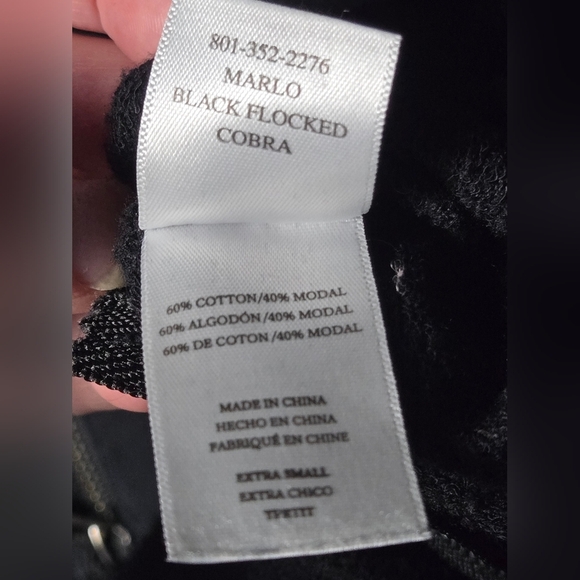 801-352-2276
MARLO
BLACK FLOCKED
COBRA
60% COTTON/40% MODAL
60% ALGODÓN/40% MODAL
60% DE COTON/40% MODAL
MADE IN CHINA
HECHO EN CHINA
FABRIQUÉ EN CHINE
EXTRA SMALL
EXTRA CHICO
TPETIT